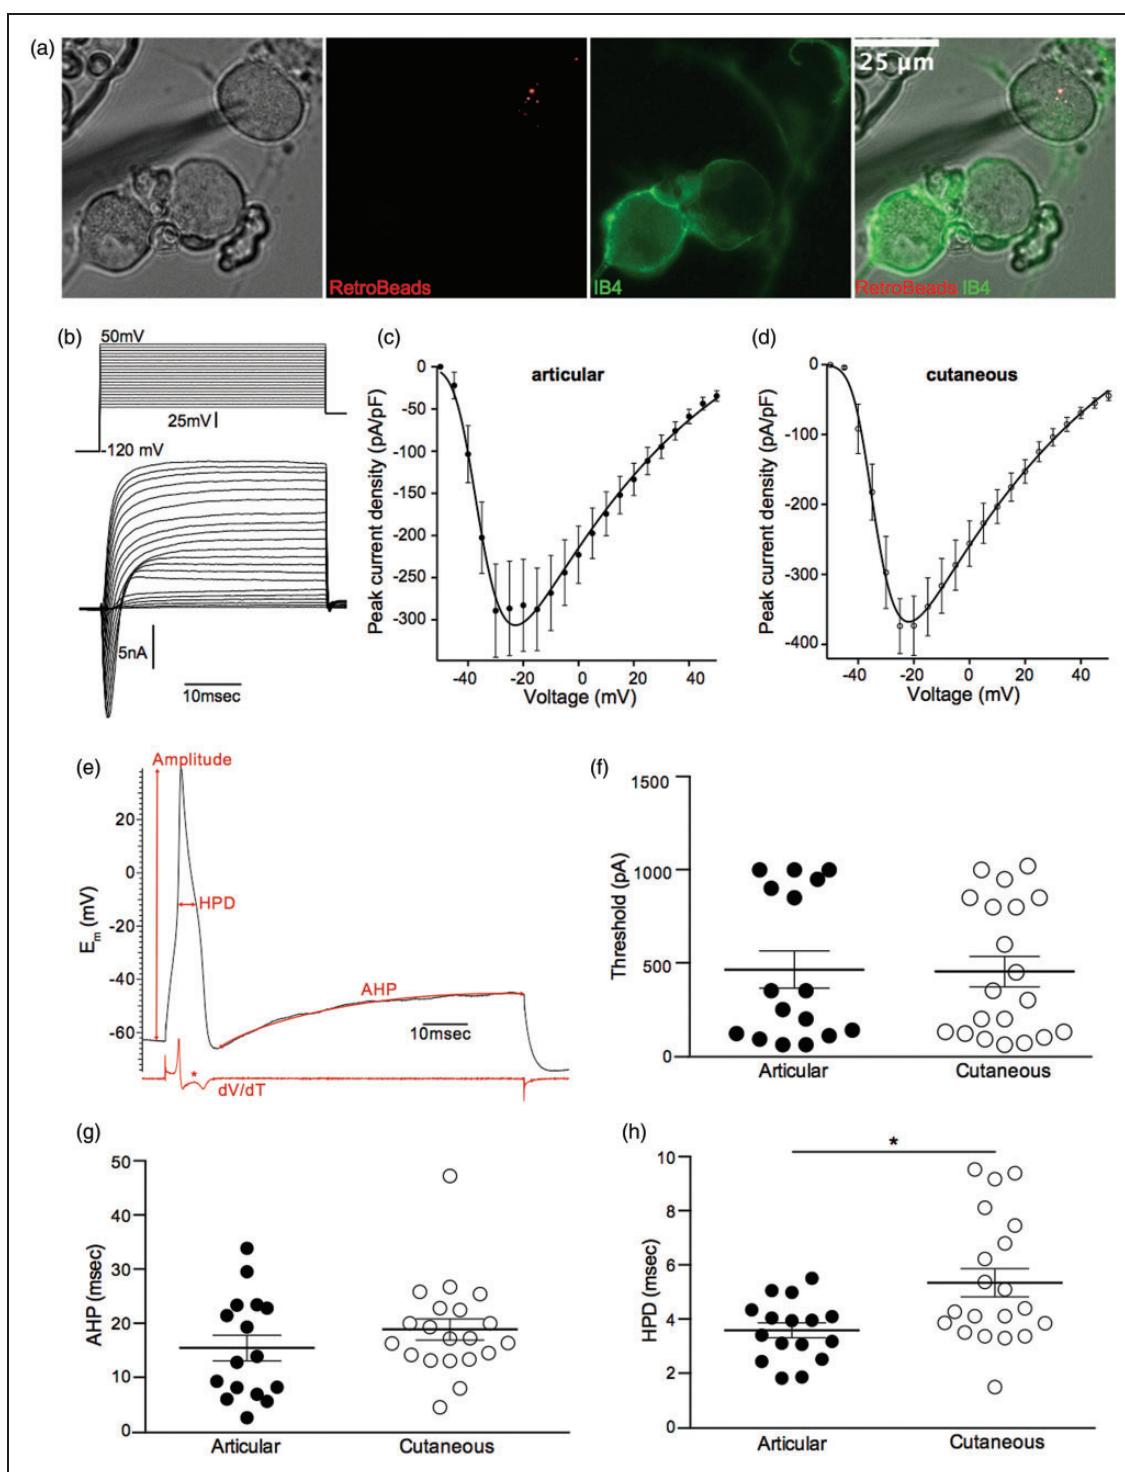 (a)
25 μm
RetroBeads
IB4
RetroBeads IB4
(b)
50mV
25mV
-120 mV
5nA
10msec
(c)
articular
Peak current density (pA/pF)
0
-50
-100
-150
-200
-250
-300
-40 -20 0 20 40
Voltage (mV)
(d)
cutaneous
Peak current density (pA/pF)
0
-100
-200
-300
-400
-40 -20 0 20 40
Voltage (mV)
(e)
Amplitude
Em (mV)
20
0
-20
-40
-60
HPD
AHP
10msec
*
dV/dT
(f)
Threshold (pA)
1500
1000
500
0
Articular Cutaneous
(g)
AHP (msec)
50
40
30
20
10
0
Articular Cutaneous
(h)
*
HPD (msec)
10
8
6
4
2
0
Articular Cutaneous